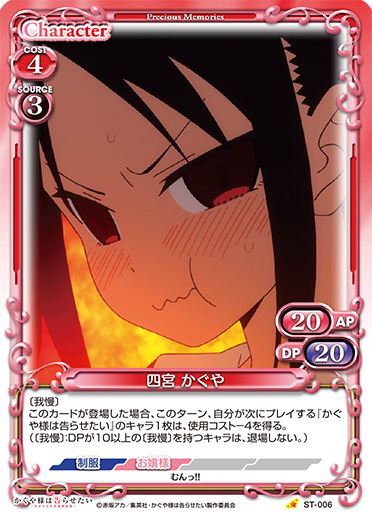 Precious Memories
Character
COST
4
SOURCE
3
20 AP
DP 20
四宮 かぐや
〔我慢〕
このカードが登場した場合、このターン、自分が次にプレイする『かぐ
や様は告らせたい』のキャラ1枚は、使用コスト－4を得る。
(〔我慢〕:DPが10以上の〔我慢〕を持つキャラは、退場しない。)
制服 お嬢様
むんっ!!
かぐや様は告らせたい
©赤坂アカ／集英社・かぐや様は告らせたい製作委員会
ST-006